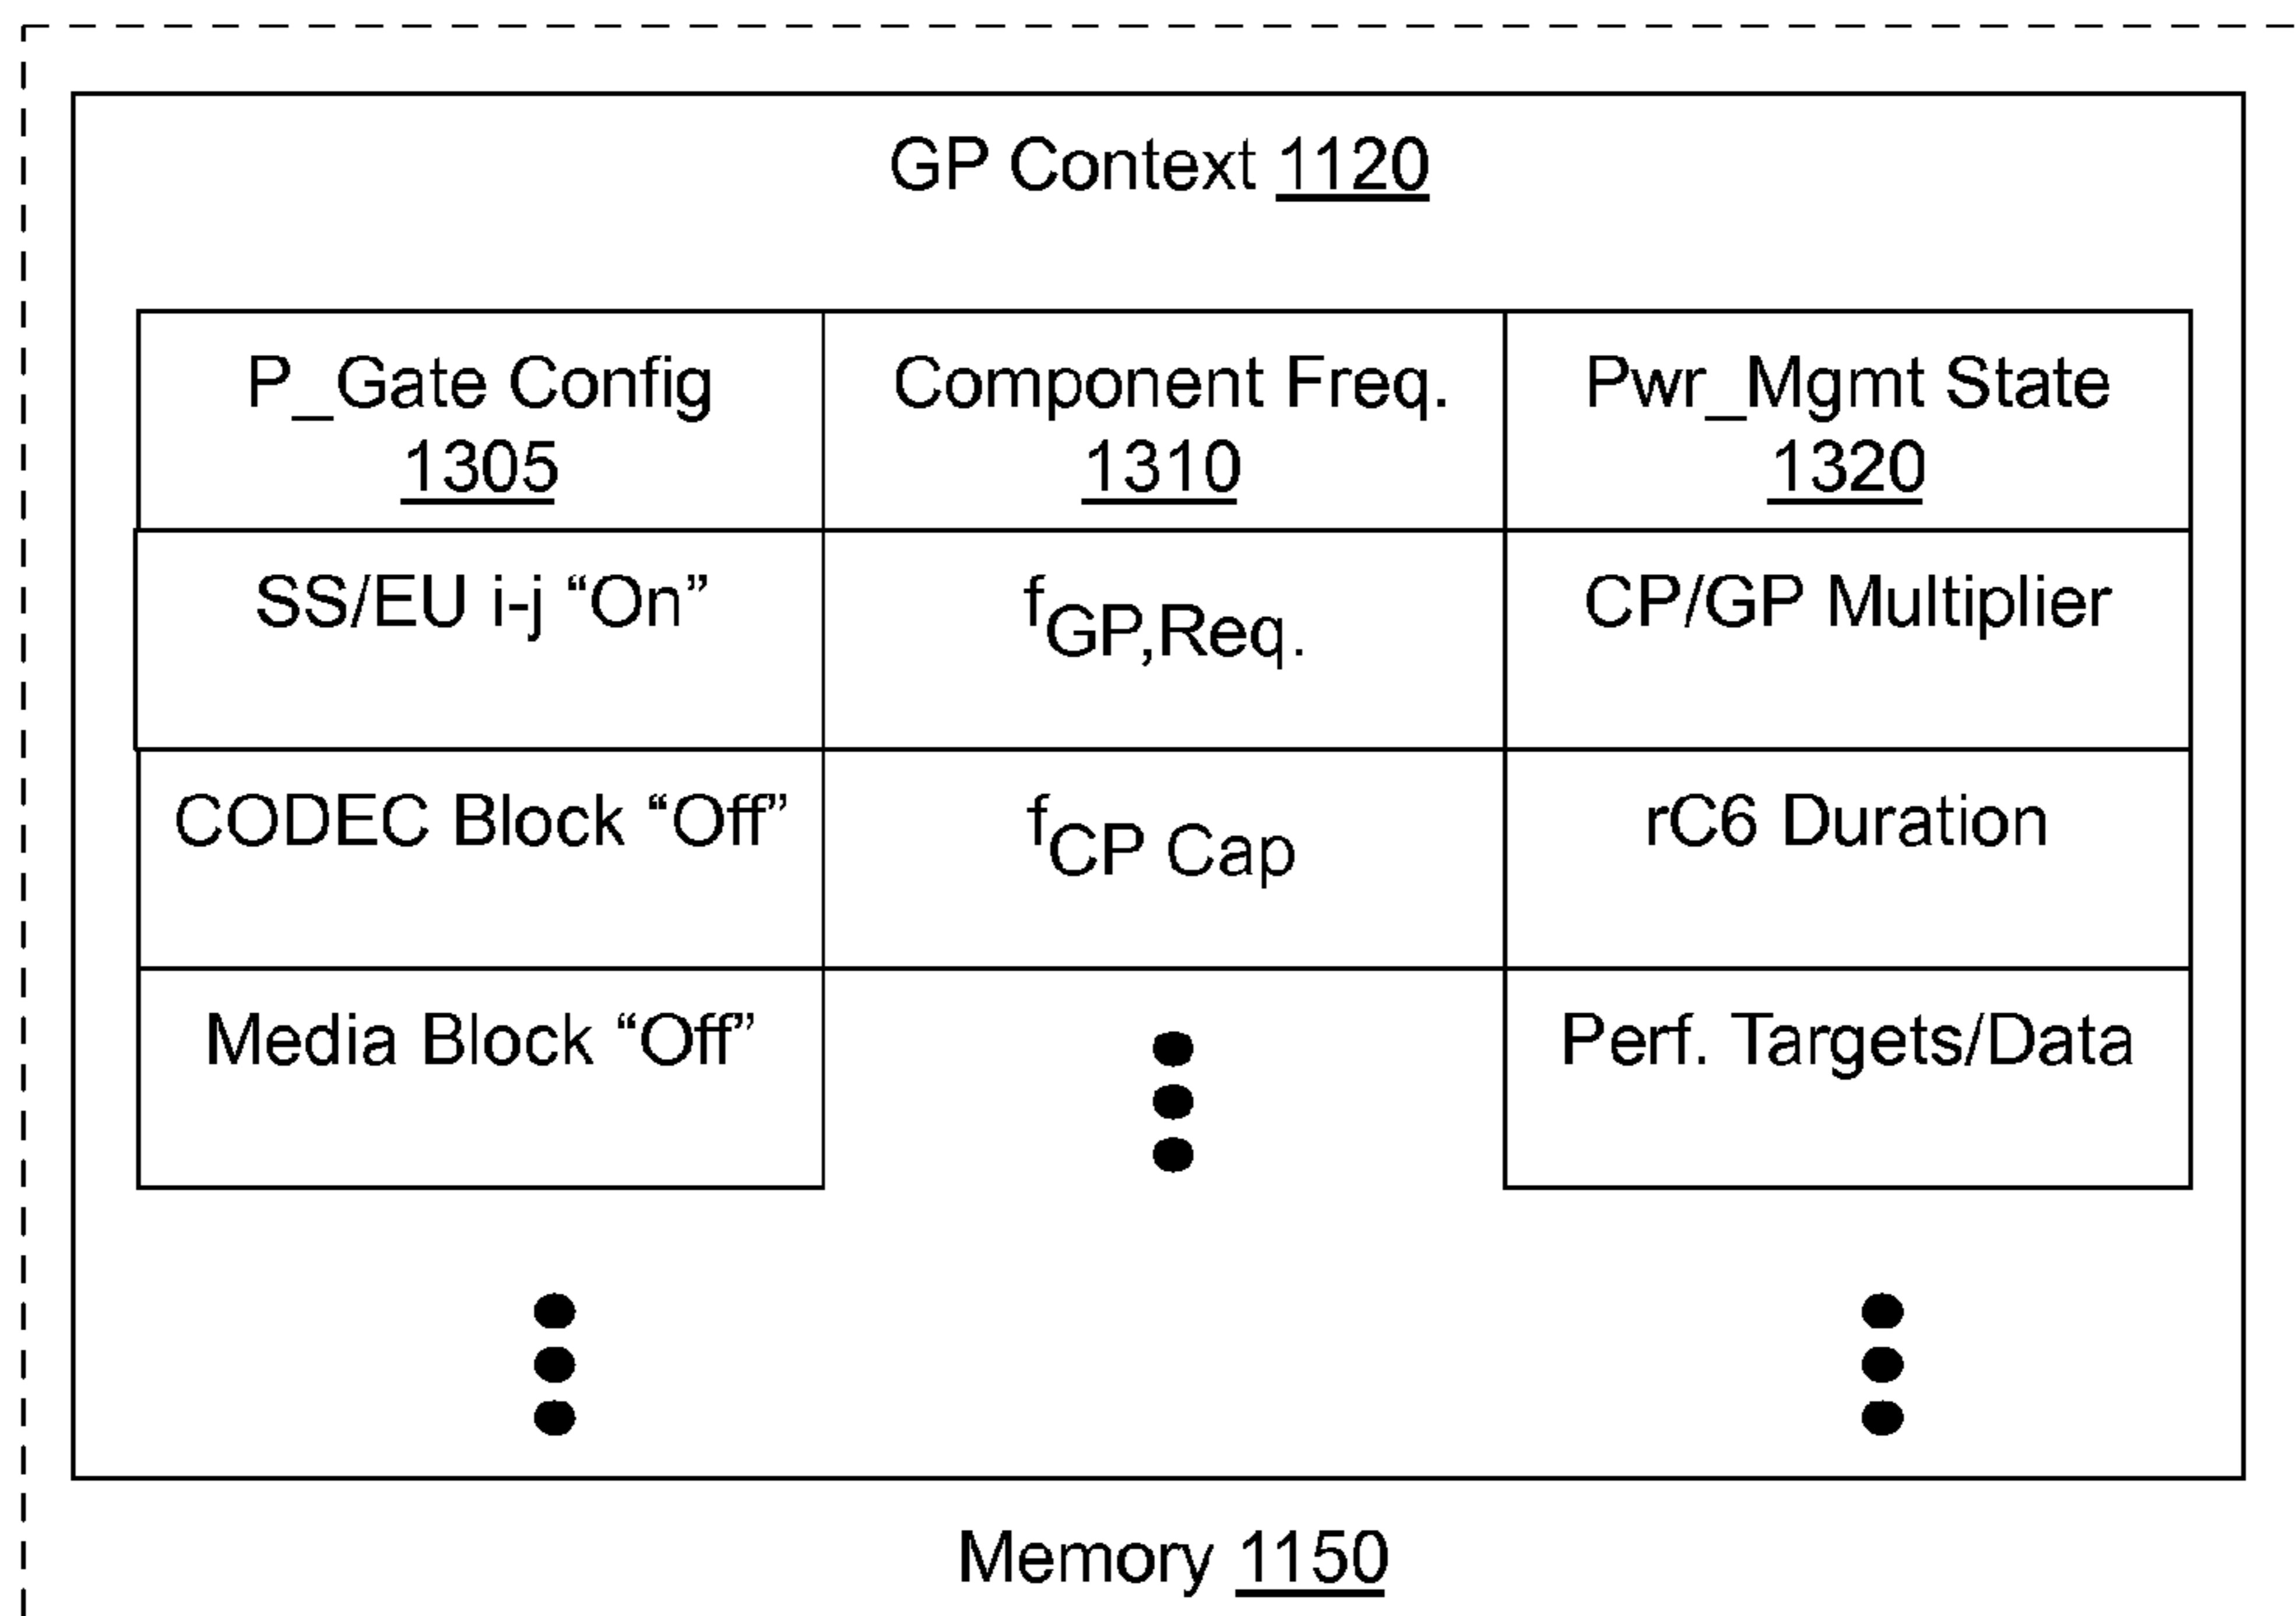 GP Context 1120
P_Gate Config 1305
Component Freq. 1310
Pwr_Mgmt State 1320
SS/EU i-j “On”
fGP,Req.
CP/GP Multiplier
CODEC Block “Off”
fCP Cap
rC6 Duration
Media Block “Off”
Perf. Targets/Data
Memory 1150